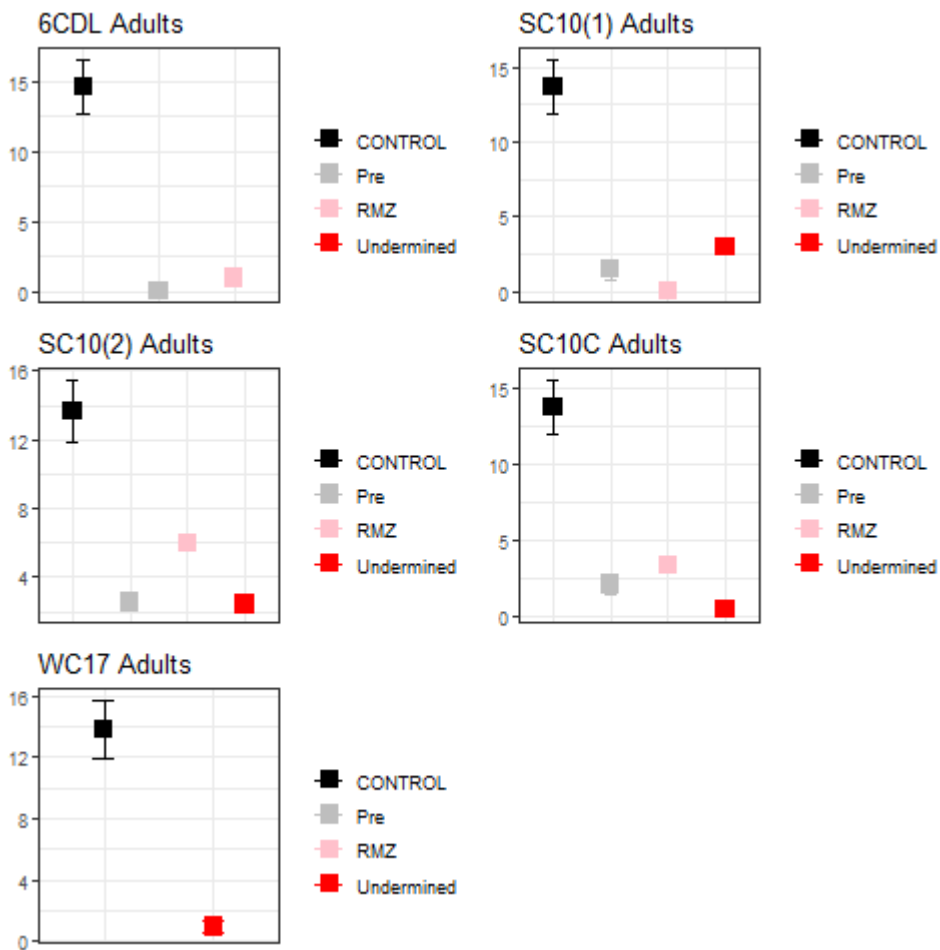 6CDL Adults
15
10
5
0
CONTROL
Pre
RMZ
Undermined
SC10(1) Adults
15
10
5
0
CONTROL
Pre
RMZ
Undermined
SC10(2) Adults
16
12
8
4
CONTROL
Pre
RMZ
Undermined
SC10C Adults
15
10
5
0
CONTROL
Pre
RMZ
Undermined
WC17 Adults
16
12
8
4
0
CONTROL
Pre
RMZ
Undermined